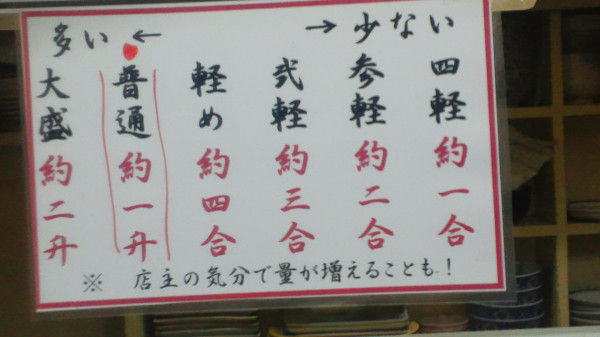 多い ← → 少ない
四軽 約一合
参軽 約二合
弐軽 約三合
軽め 約四合
普通 約一升
大盛 約二升
※ 店主の気分で量が増えることも！